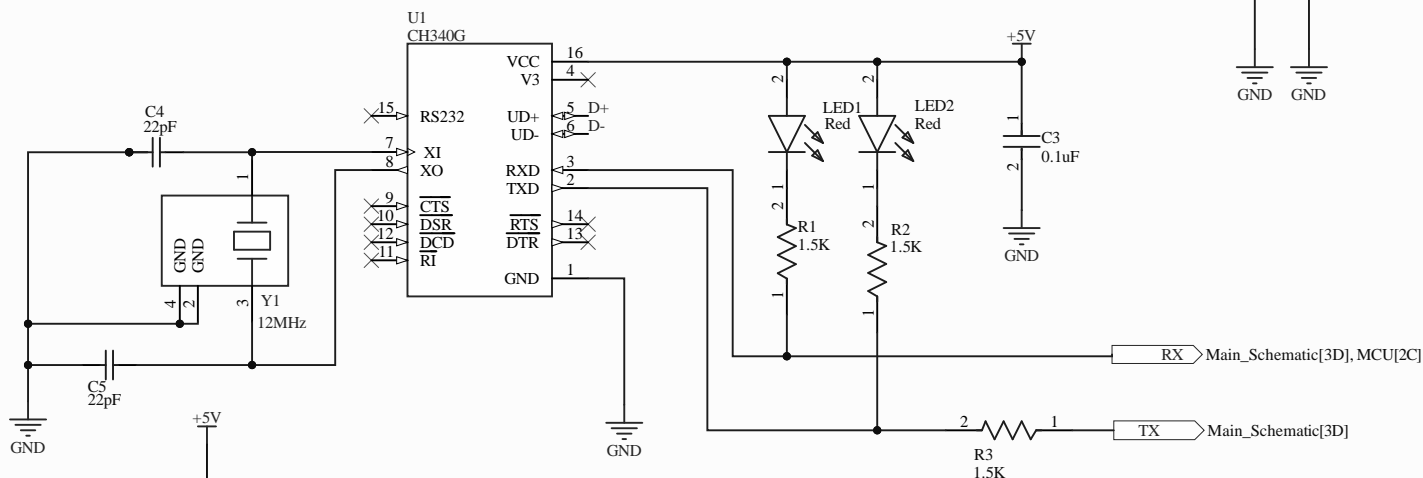 U1
CH340G
+5V
VCC 16
V3 4
GND GND
C4
22pF
15 RS232
UD+ 5 D+
UD- 6 D-
2 2
LED1
Red
LED2
Red
1
C3
0.1uF
2
7 XI
8 XO
RXD 3
TXD 2
1
1 1
9 CTS
10 DSR
12 DCD
11 RI
RTS 14
DTR 13
2 2
R1
1.5K
R2
1.5K
GND
GND
GND
GND 1
4 2 3
Y1
12MHz
1 1
RX Main_Schematic[3D], MCU[2C]
C5
22pF
+5V
GND
GND
2 1
TX Main_Schematic[3D]
R3
1.5K